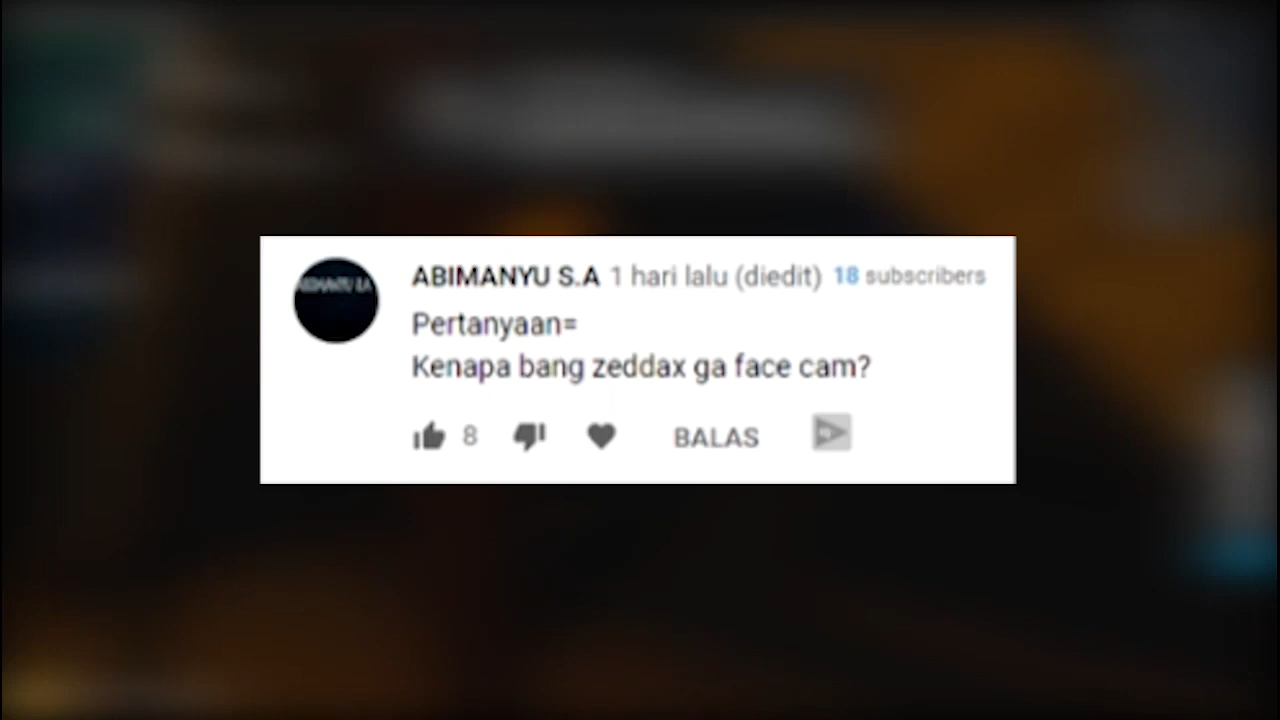 ABIMANYU S.A 1 hari lalu (diedit) 18 subscribers
Pertanyaan=
Kenapa bang zeddax ga face cam?
8
BALAS